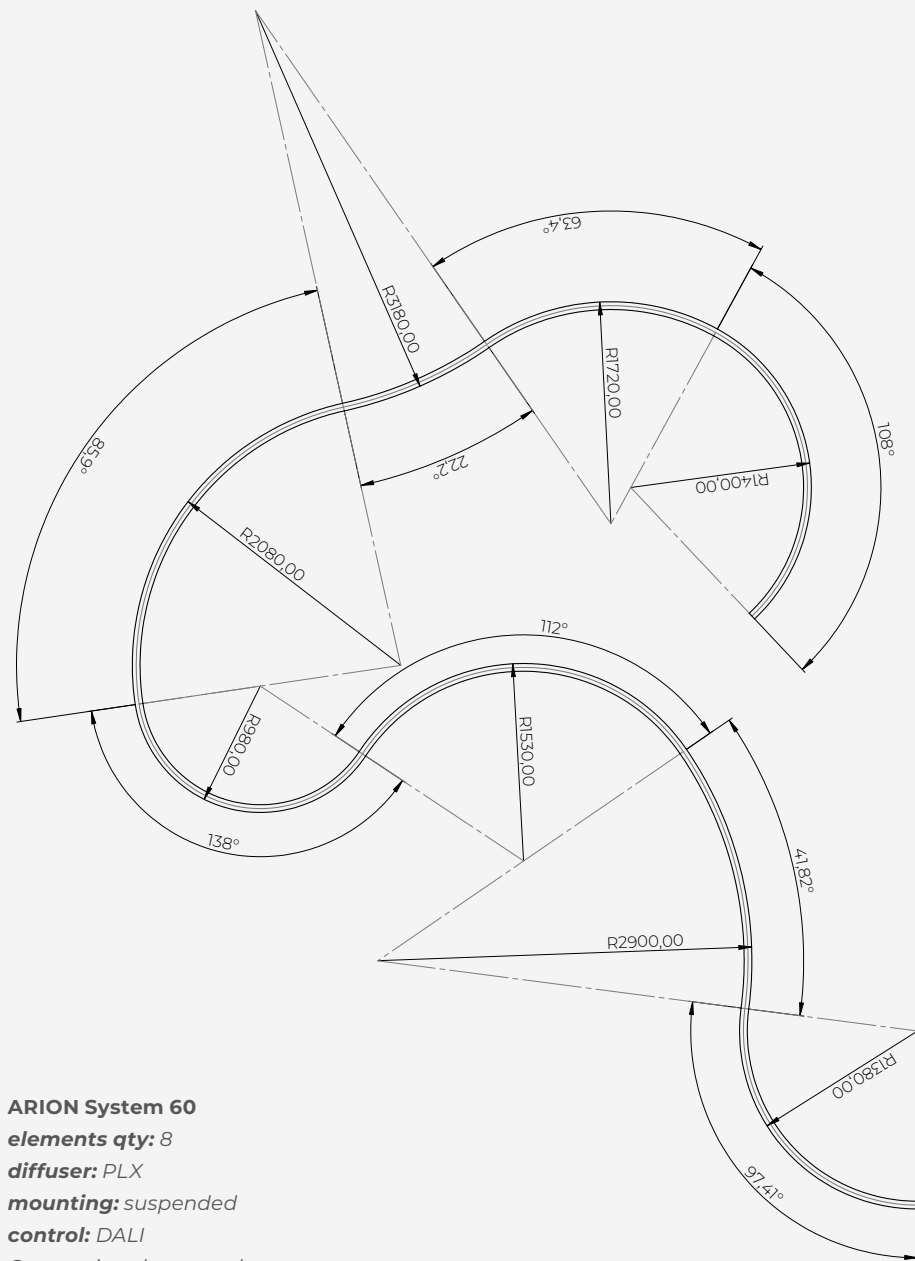 63,4°
R3180,00
R1720,00
108°
85,9°
22,2°
R1400,00
R2080,00
112°
R980,00
R1530,00
138°
41,82°
R2900,00
R1380,00
97,41°
ARION System 60
elements qty: 8
diffuser: PLX
mounting: suspended
control: DALI